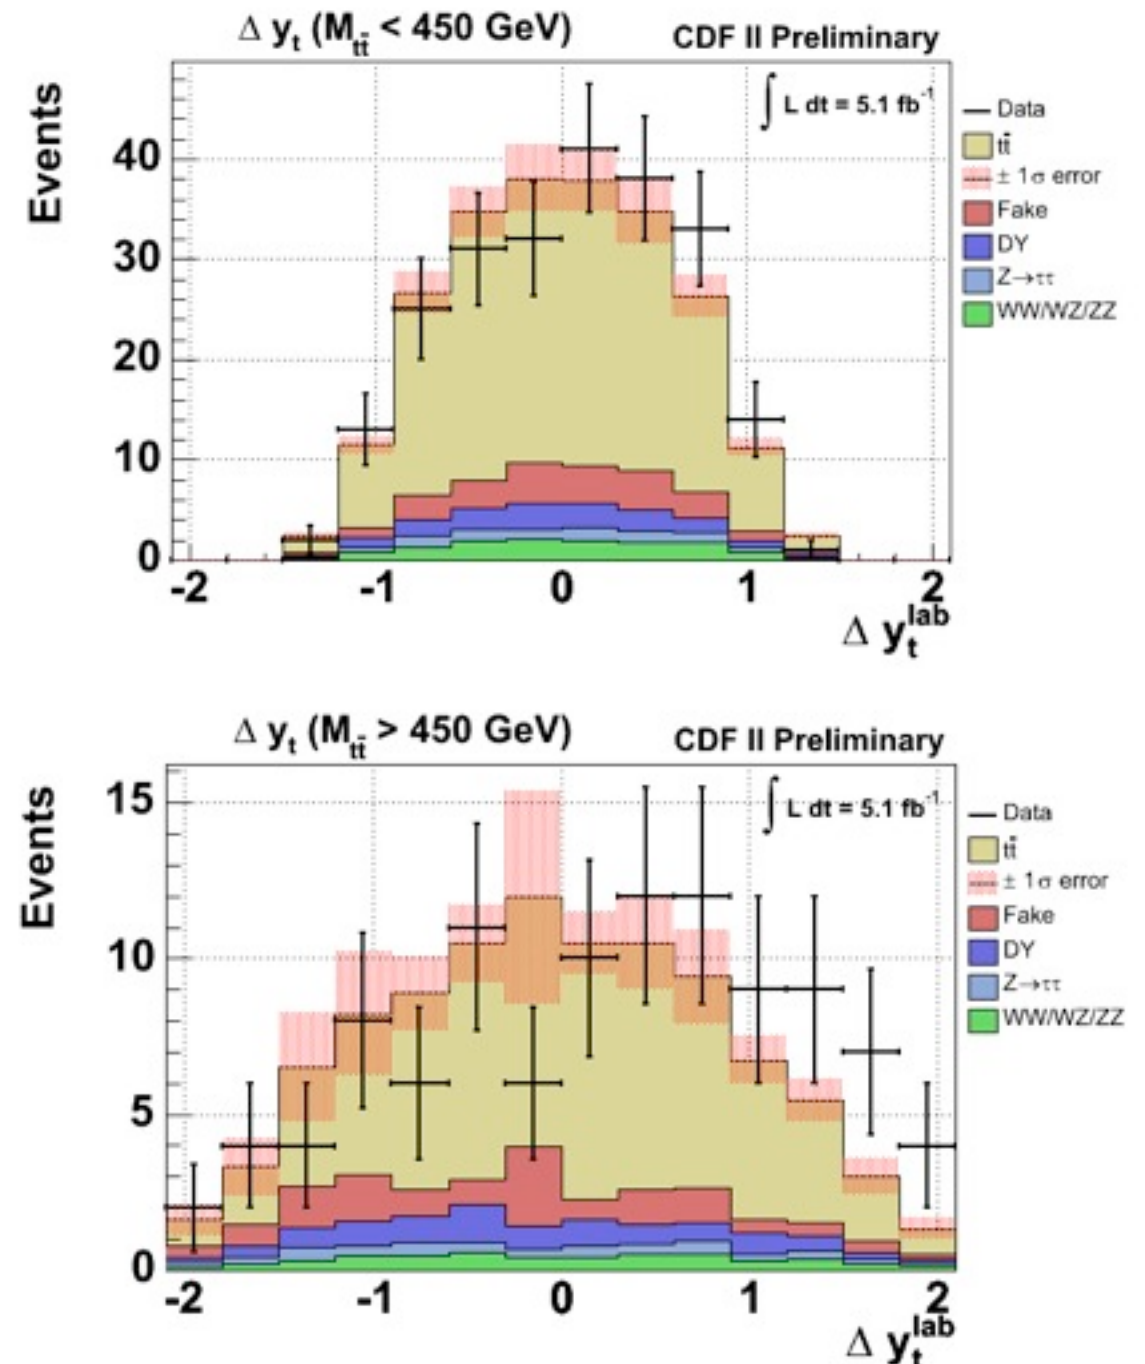 Δ y_t (M_tt̄ < 450 GeV)
CDF II Preliminary
∫ L dt = 5.1 fb⁻¹
Events
40
30
20
10
0
-2 -1 0 1 2
Δ y_t^lab
Data
tt̄
± 1σ error
Fake
DY
Z→ττ
WW/WZ/ZZ
Δ y_t (M_tt̄ > 450 GeV)
CDF II Preliminary
∫ L dt = 5.1 fb⁻¹
Events
15
10
5
0
-2 -1 0 1 2
Δ y_t^lab
Data
tt̄
± 1σ error
Fake
DY
Z→ττ
WW/WZ/ZZ